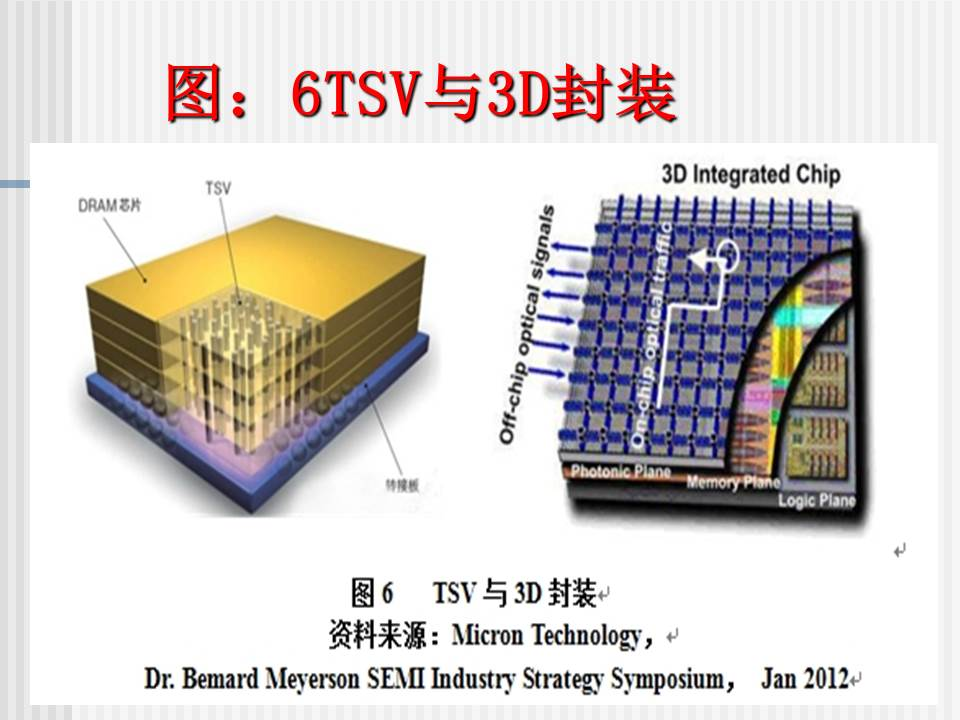 图：6TSV与3D封装
DRAM芯片
TSV
转接板
3D Integrated Chip
Off-chip optical signals
On-chip optical traffic
Photonic Plane
Memory Plane
Logic Plane
图 6 TSV 与 3D 封装
资料来源：Micron Technology，
Dr. Bemard Meyerson SEMI Industry Strategy Symposium， Jan 2012